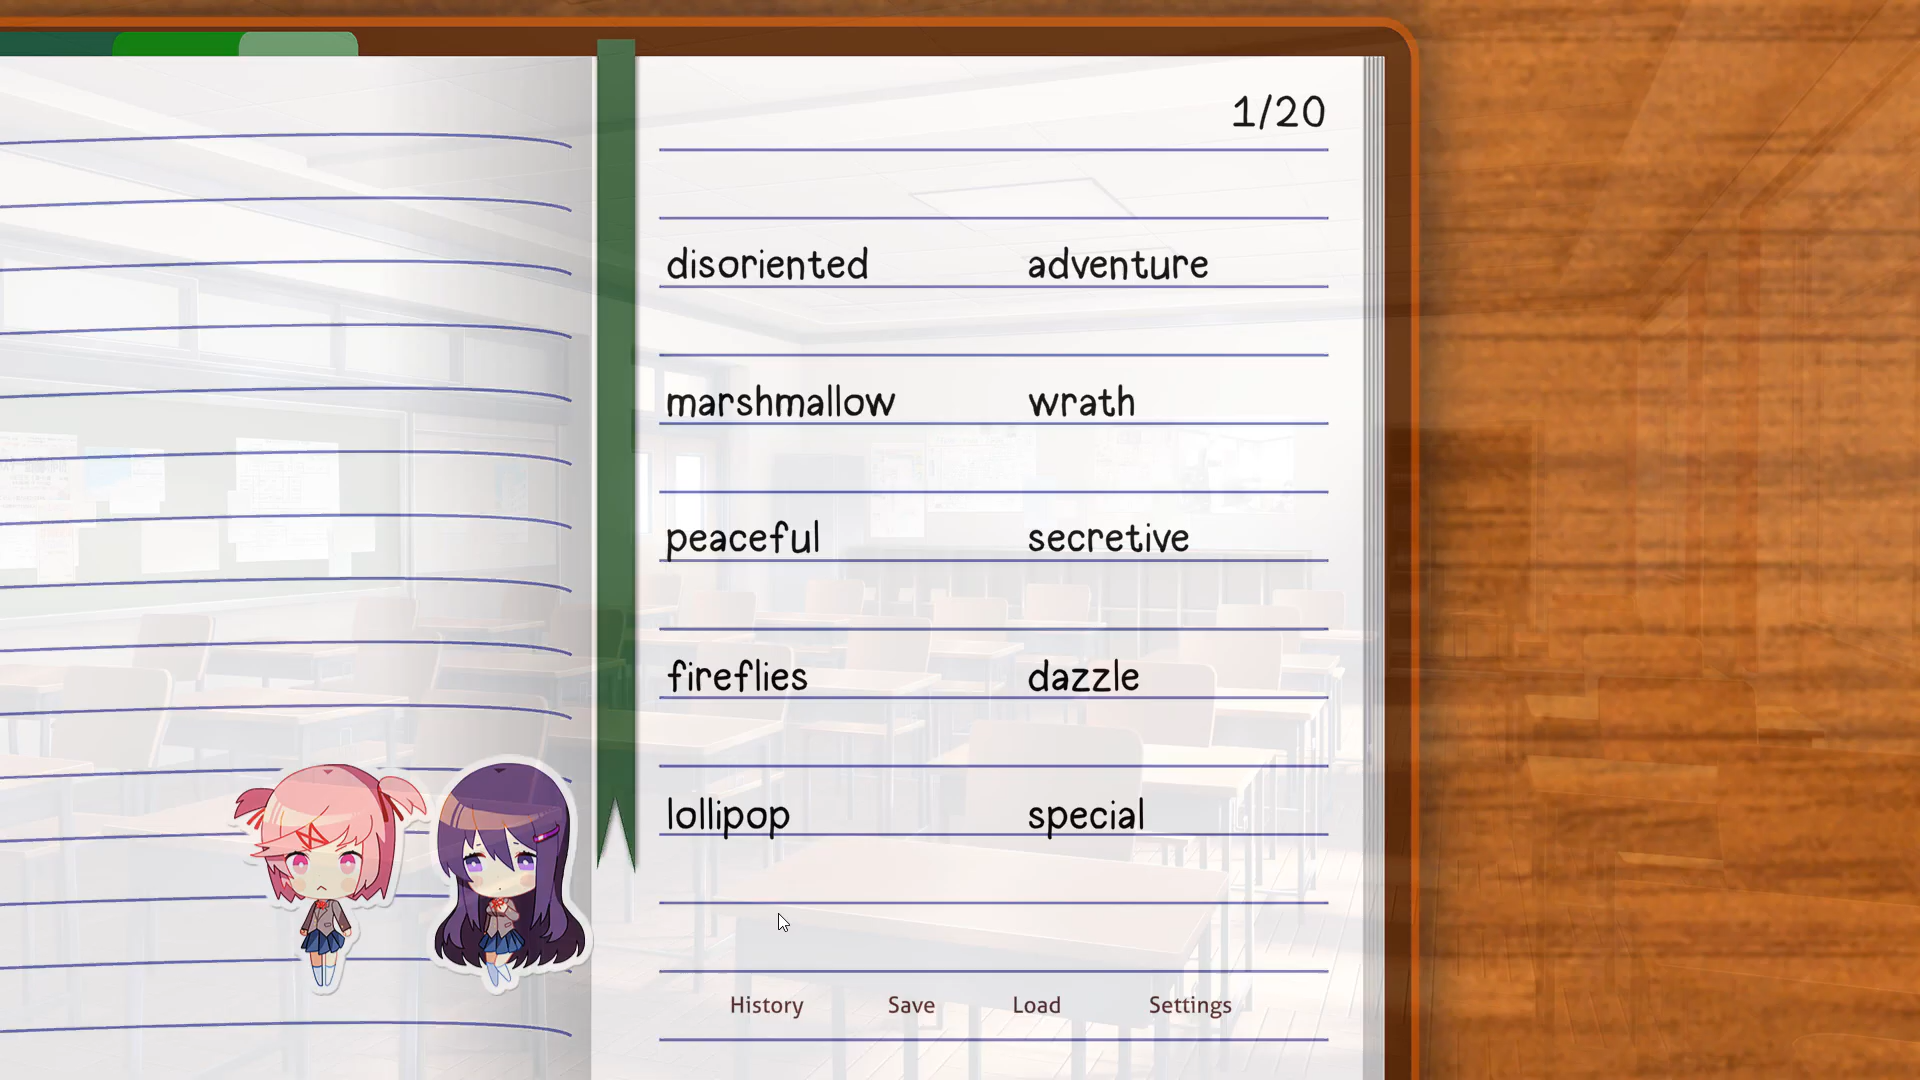 1/20
disoriented adventure
marshmallow wrath
peaceful secretive
fireflies dazzle
lollipop special
History Save Load Settings